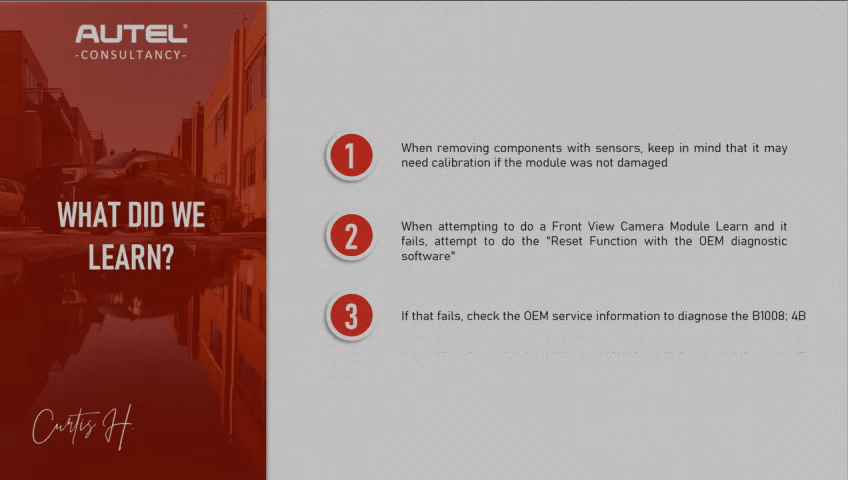 AUTEL®
-CONSULTANCY-
WHAT DID WE
LEARN?
Curtis H.
1
When removing components with sensors, keep in mind that it may
need calibration if the module was not damaged
2
When attempting to do a Front View Camera Module Learn and it
fails, attempt to do the "Reset Function with the OEM diagnostic
software"
3
If that fails, check the OEM service information to diagnose the B1008; 4B